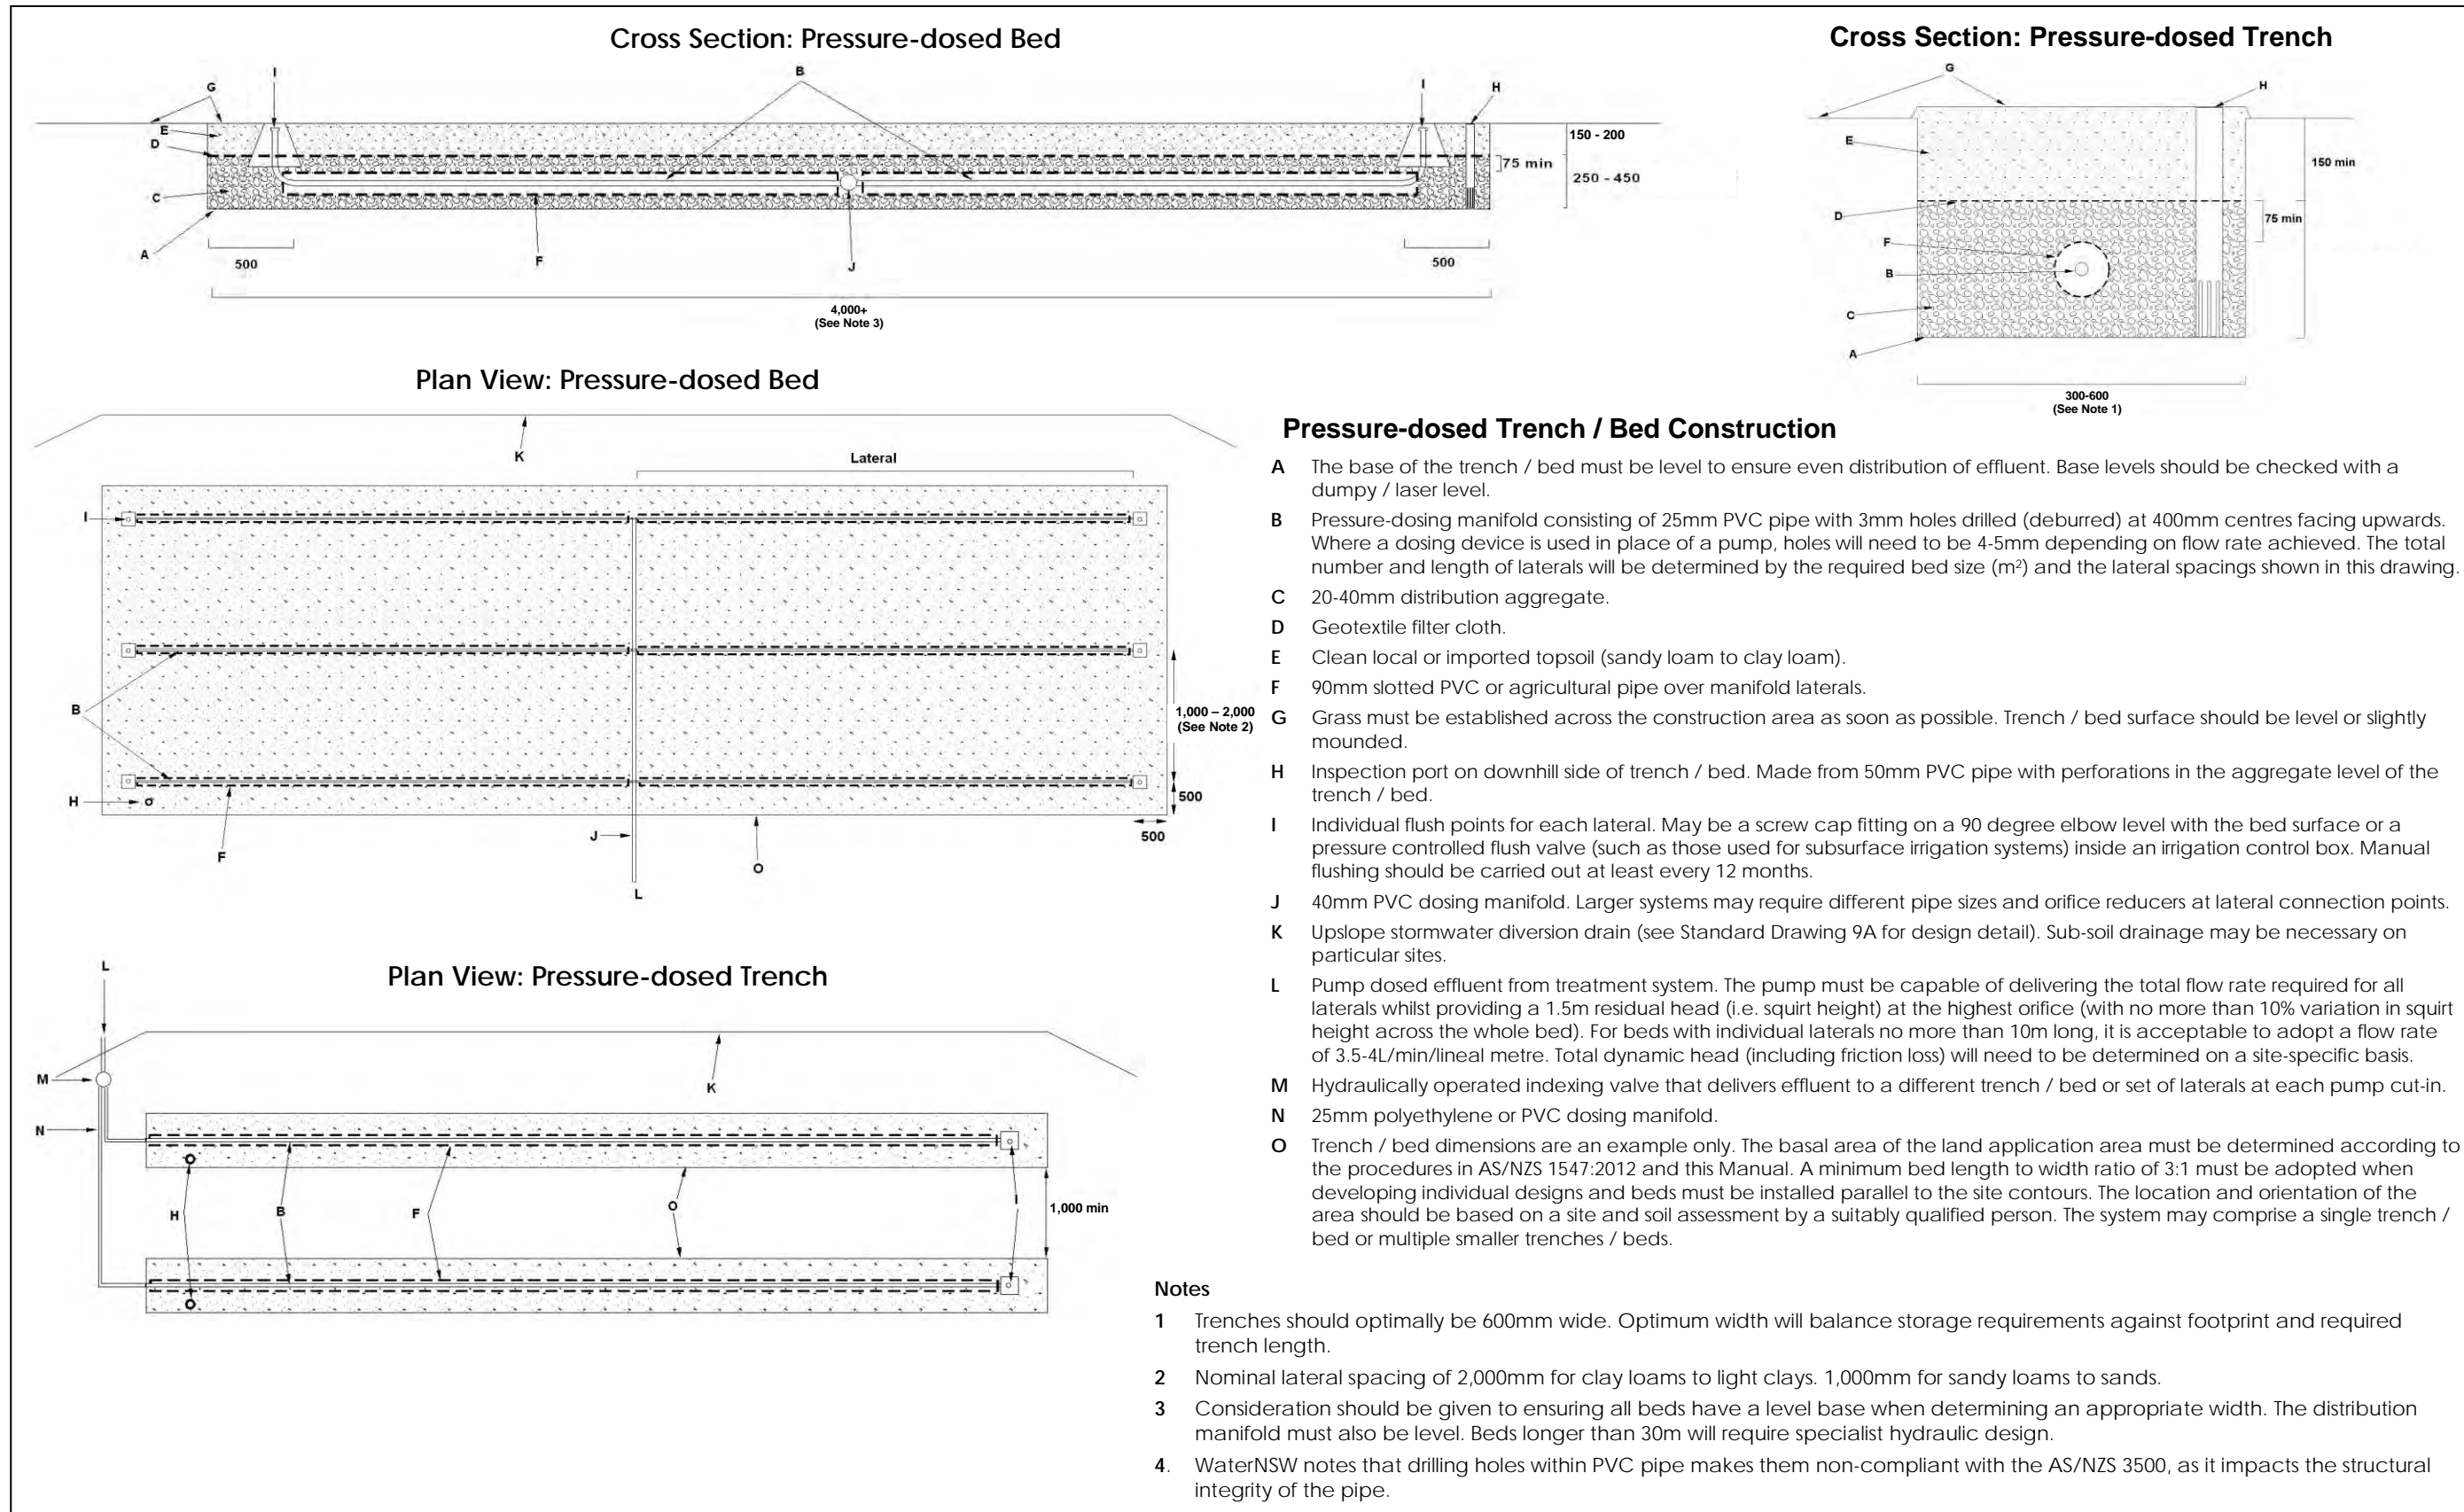 Cross Section: Pressure-dosed Bed
I
B
I
H
G
E
D
C
A
500
F
J
500
150 - 200
75 min
250 - 450
4,000+
(See Note 3)
Cross Section: Pressure-dosed Trench
G
H
E
D
F
B
C
A
150 min
75 min
300-600
(See Note 1)
Plan View: Pressure-dosed Bed
K
Lateral
I
B
H
F
J
L
O
1,000 – 2,000
(See Note 2)
500
500
Plan View: Pressure-dosed Trench
L
M
K
N
H
B
F
O
I
1,000 min
Pressure-dosed Trench / Bed Construction
A The base of the trench / bed must be level to ensure even distribution of effluent. Base levels should be checked with a
dumpy / laser level.
B Pressure-dosing manifold consisting of 25mm PVC pipe with 3mm holes drilled (deburred) at 400mm centres facing upwards.
Where a dosing device is used in place of a pump, holes will need to be 4-5mm depending on flow rate achieved. The total
number and length of laterals will be determined by the required bed size (m²) and the lateral spacings shown in this drawing.
C 20-40mm distribution aggregate.
D Geotextile filter cloth.
E Clean local or imported topsoil (sandy loam to clay loam).
F 90mm slotted PVC or agricultural pipe over manifold laterals.
G Grass must be established across the construction area as soon as possible. Trench / bed surface should be level or slightly
mounded.
H Inspection port on downhill side of trench / bed. Made from 50mm PVC pipe with perforations in the aggregate level of the
trench / bed.
I Individual flush points for each lateral. May be a screw cap fitting on a 90 degree elbow level with the bed surface or a
pressure controlled flush valve (such as those used for subsurface irrigation systems) inside an irrigation control box. Manual
flushing should be carried out at least every 12 months.
J 40mm PVC dosing manifold. Larger systems may require different pipe sizes and orifice reducers at lateral connection points.
K Upslope stormwater diversion drain (see Standard Drawing 9A for design detail). Sub-soil drainage may be necessary on
particular sites.
L Pump dosed effluent from treatment system. The pump must be capable of delivering the total flow rate required for all
laterals whilst providing a 1.5m residual head (i.e. squirt height) at the highest orifice (with no more than 10% variation in squirt
height across the whole bed). For beds with individual laterals no more than 10m long, it is acceptable to adopt a flow rate
of 3.5-4L/min/lineal metre. Total dynamic head (including friction loss) will need to be determined on a site-specific basis.
M Hydraulically operated indexing valve that delivers effluent to a different trench / bed or set of laterals at each pump cut-in.
N 25mm polyethylene or PVC dosing manifold.
O Trench / bed dimensions are an example only. The basal area of the land application area must be determined according to
the procedures in AS/NZS 1547:2012 and this Manual. A minimum bed length to width ratio of 3:1 must be adopted when
developing individual designs and beds must be installed parallel to the site contours. The location and orientation of the
area should be based on a site and soil assessment by a suitably qualified person. The system may comprise a single trench /
bed or multiple smaller trenches / beds.
Notes
1 Trenches should optimally be 600mm wide. Optimum width will balance storage requirements against footprint and required
trench length.
2 Nominal lateral spacing of 2,000mm for clay loams to light clays. 1,000mm for sandy loams to sands.
3 Consideration should be given to ensuring all beds have a level base when determining an appropriate width. The distribution
manifold must also be level. Beds longer than 30m will require specialist hydraulic design.
4. WaterNSW notes that drilling holes within PVC pipe makes them non-compliant with the AS/NZS 3500, as it impacts the structural
integrity of the pipe.